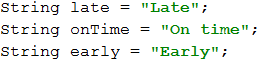 String late = "Late";
String onTime = "On time";
String early = "Early";